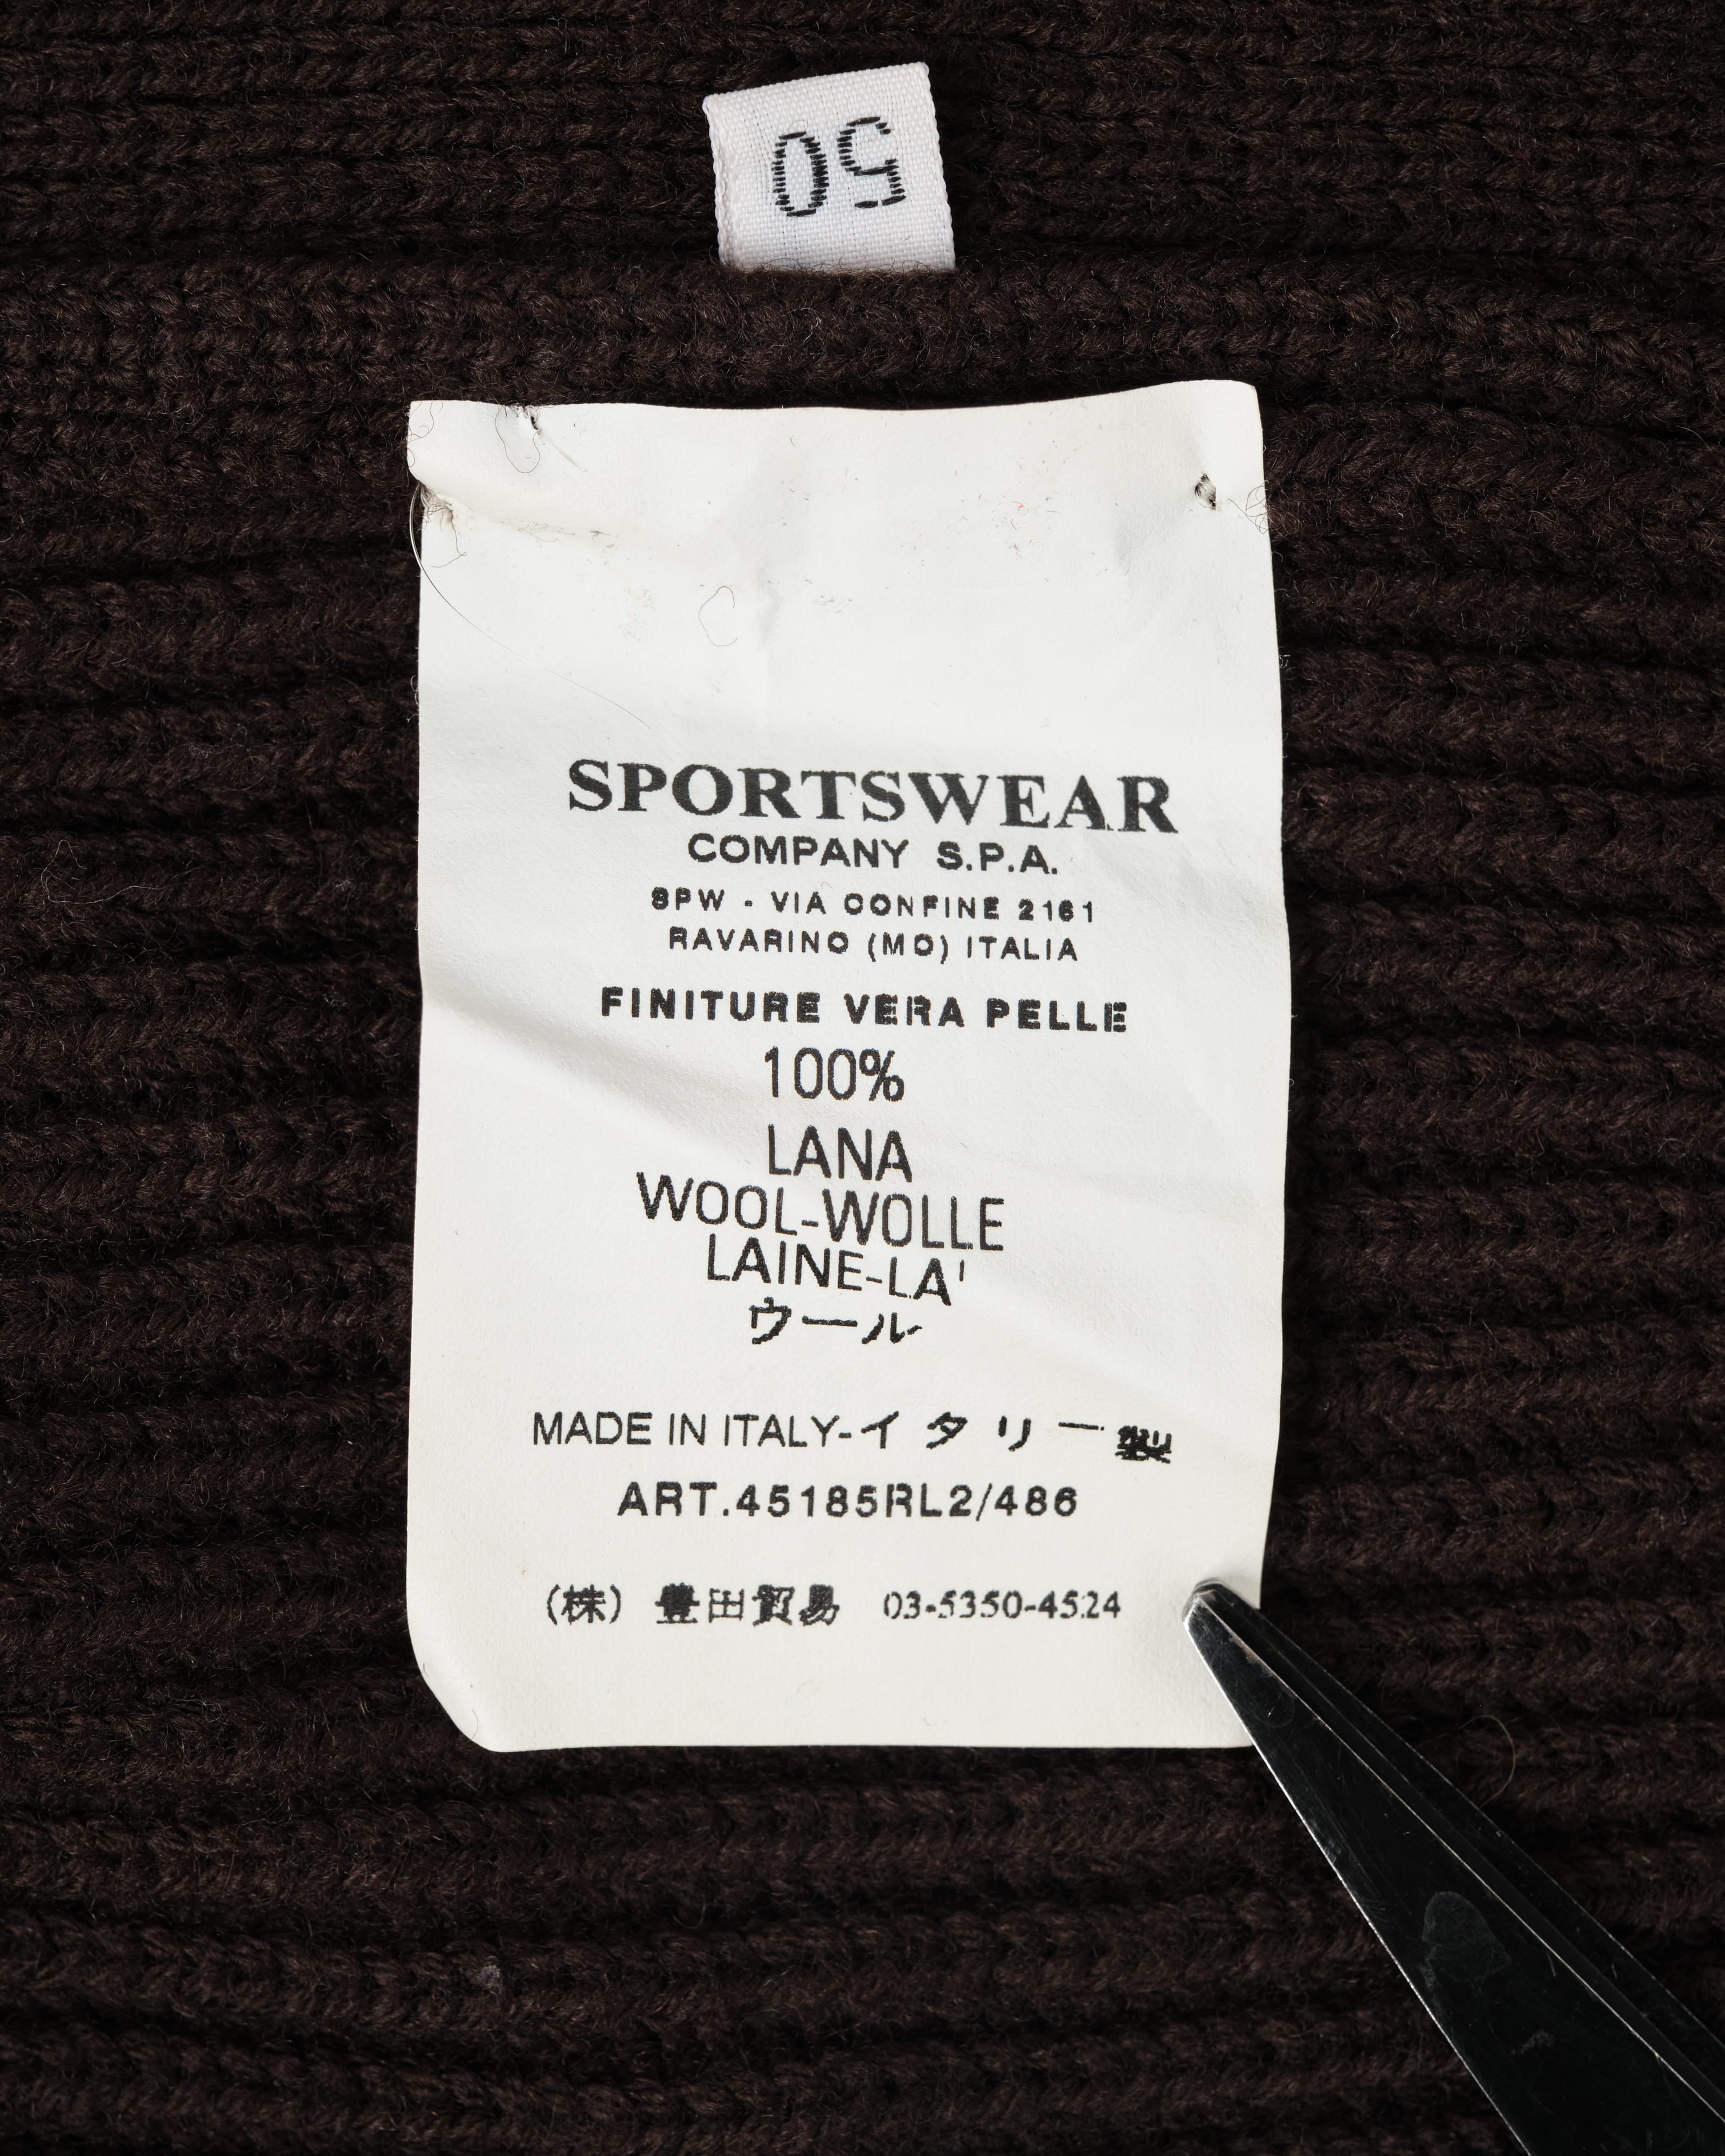 50
SPORTSWEAR
COMPANY S.P.A.
SPW - VIA CONFINE 2161
RAVARINO (MO) ITALIA
FINITURE VERA PELLE
100%
LANA
WOOL-WOLLE
LAINE-LA'
ウール
MADE IN ITALY-イタリー製
ART.45185RL2/486
(株) 豊田貿易 03-5350-4524